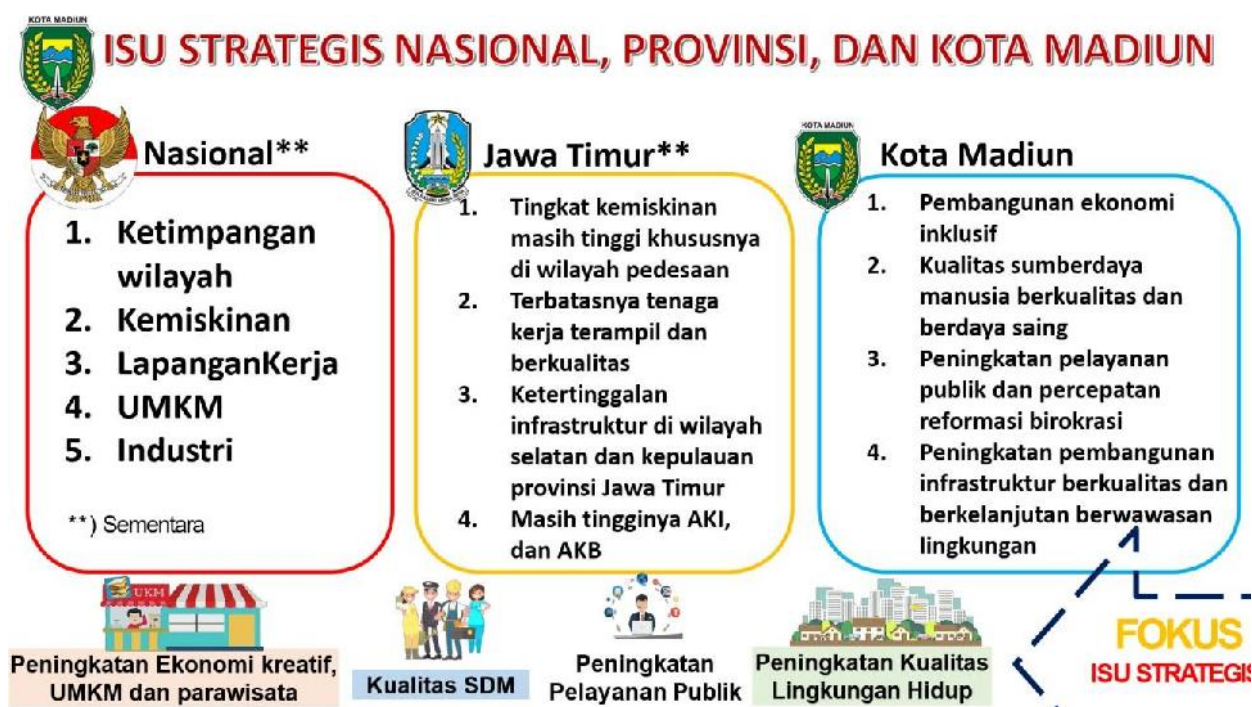 KOTA MADIUN
ISU STRATEGIS NASIONAL, PROVINSI, DAN KOTA MADIUN
Nasional**
1. Ketimpangan
wilayah
2. Kemiskinan
3. LapanganKerja
4. UMKM
5. Industri
**) Sementara
Jawa Timur**
1. Tingkat kemiskinan
masih tinggi khususnya
di wilayah pedesaan
2. Terbatasnya tenaga
kerja terampil dan
berkualitas
3. Ketertinggalan
infrastruktur di wilayah
selatan dan kepulauan
provinsi Jawa Timur
4. Masih tingginya AKI,
dan AKB
KOTA MADIUN
Kota Madiun
1. Pembangunan ekonomi
inklusif
2. Kualitas sumberdaya
manusia berkualitas dan
berdaya saing
3. Peningkatan pelayanan
publik dan percepatan
reformasi birokrasi
4. Peningkatan pembangunan
infrastruktur berkualitas dan
berkelanjutan berwawasan
lingkungan
UKM
Peningkatan Ekonomi kreatif,
UMKM dan parawisata
Kualitas SDM
Peningkatan
Pelayanan Publik
Peningkatan Kualitas
Lingkungan Hidup
FOKUS
ISU STRATEGIS